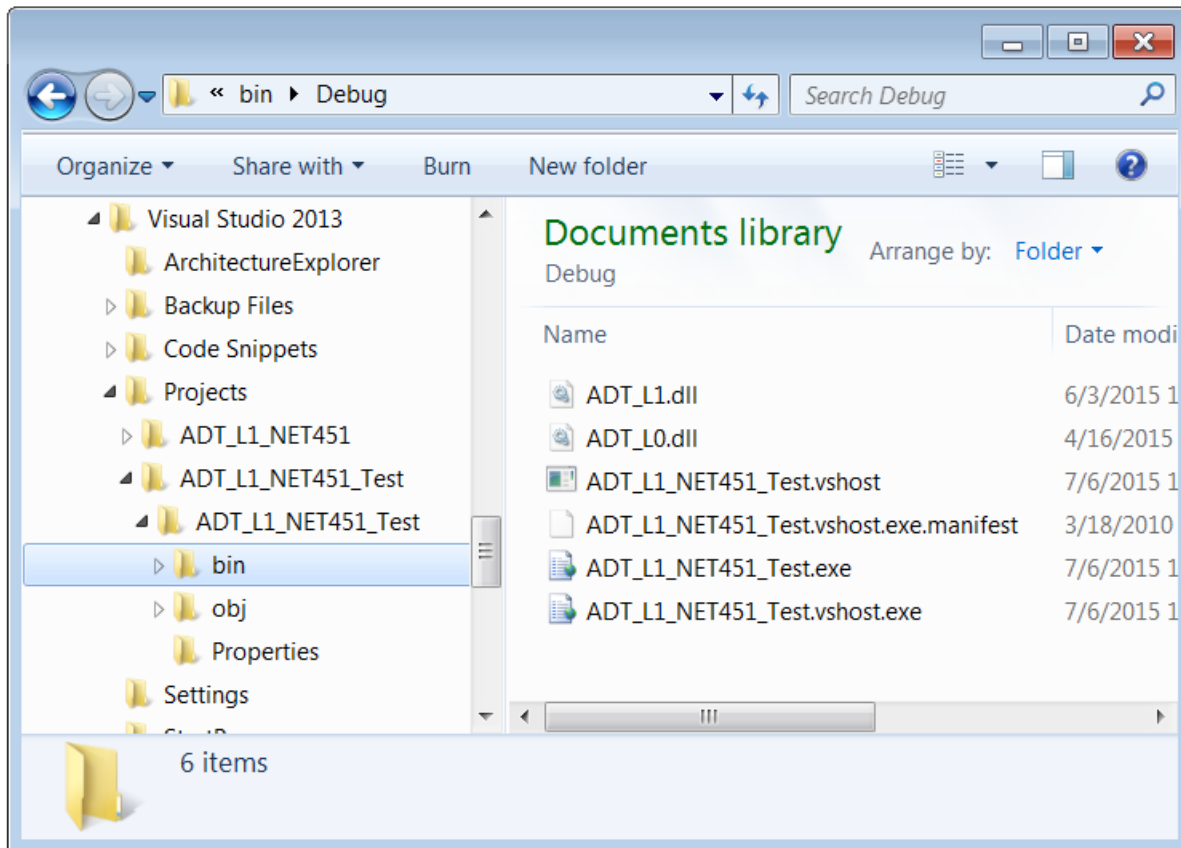 « bin Debug
Search Debug
Organize Share with Burn New folder
Visual Studio 2013
ArchitectureExplorer
Backup Files
Code Snippets
Projects
ADT_L1_NET451
ADT_L1_NET451_Test
ADT_L1_NET451_Test
bin
obj
Properties
Settings
Documents library
Debug
Arrange by: Folder
Name Date modi
ADT_L1.dll 6/3/2015 1
ADT_L0.dll 4/16/2015
ADT_L1_NET451_Test.vshost 7/6/2015 1
ADT_L1_NET451_Test.vshost.exe.manifest 3/18/2010
ADT_L1_NET451_Test.exe 7/6/2015 1
ADT_L1_NET451_Test.vshost.exe 7/6/2015 1
6 items